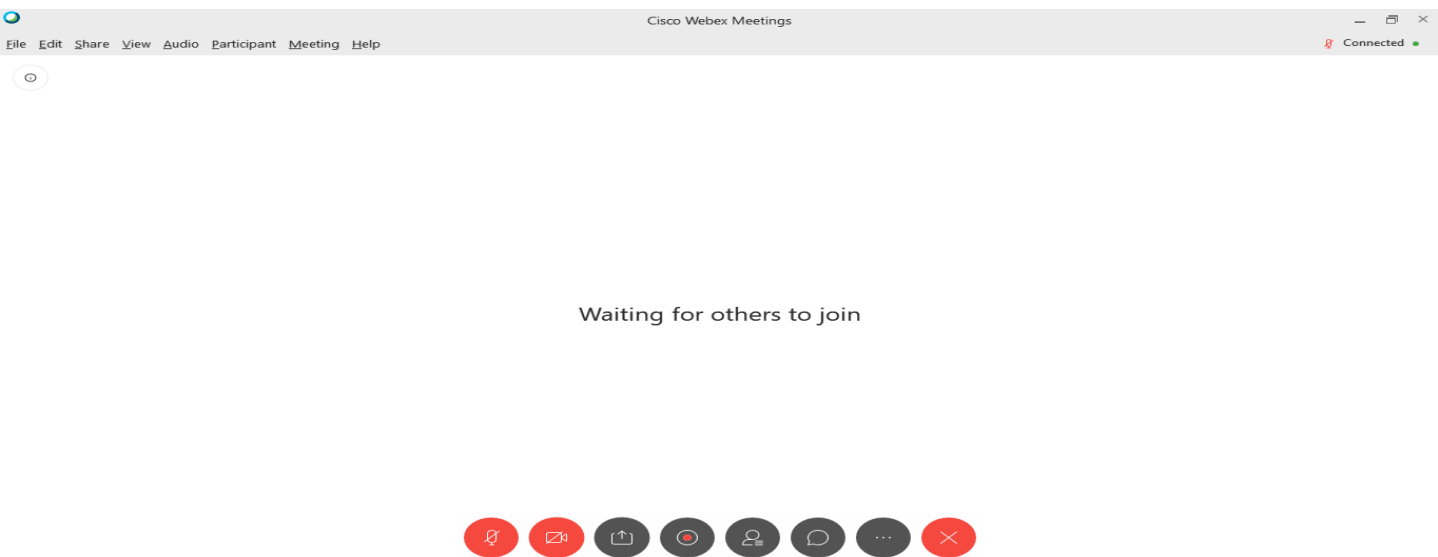 Cisco Webex Meetings
File Edit Share View Audio Participant Meeting Help
Connected
Waiting for others to join